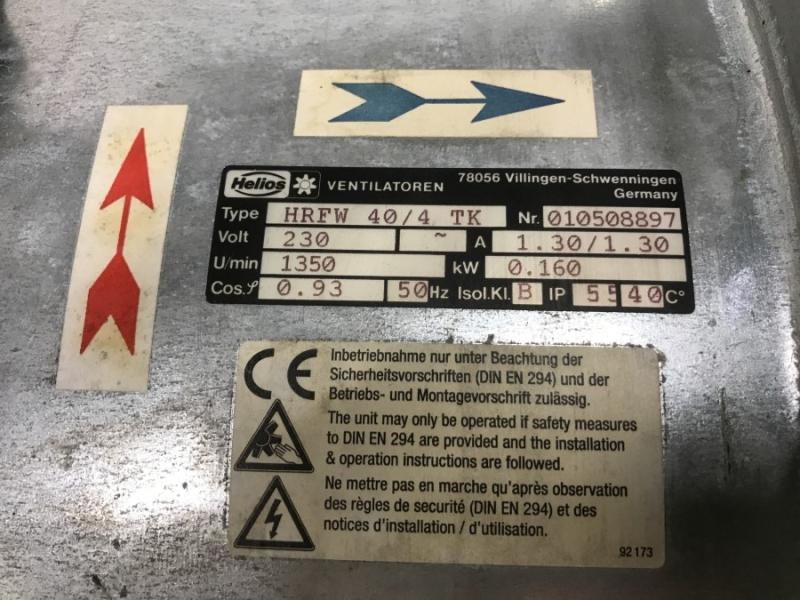 Helios VENTILATOREN 78056 Villingen-Schwenningen
Germany
Type HRFW 40/4 TK Nr. 010508897
Volt 230 ~ A 1.30/1.30
U/min 1350 kW 0.160
Cos.φ 0.93 50 Hz Isol.Kl. B IP 55 40 C°
CE
Inbetriebnahme nur unter Beachtung der
Sicherheitsvorschriften (DIN EN 294) und der
Betriebs- und Montagevorschrift zulässig.
The unit may only be operated if safety measures
to DIN EN 294 are provided and the installation
& operation instructions are followed.
Ne mettre pas en marche qu'après observation
des règles de securité (DIN EN 294) et des
notices d'installation / d'utilisation.
92 173